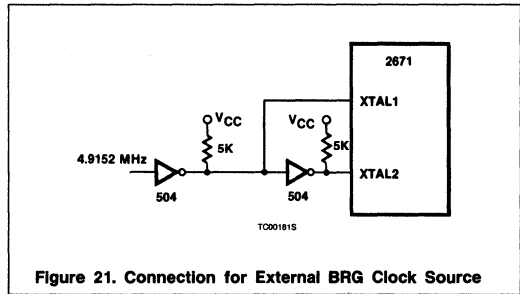 2671
XTAL1
VCC
VCC
5K
5K
4.9152 MHz
XTAL2
504
504
TC00181S
Figure 21. Connection for External BRG Clock Source